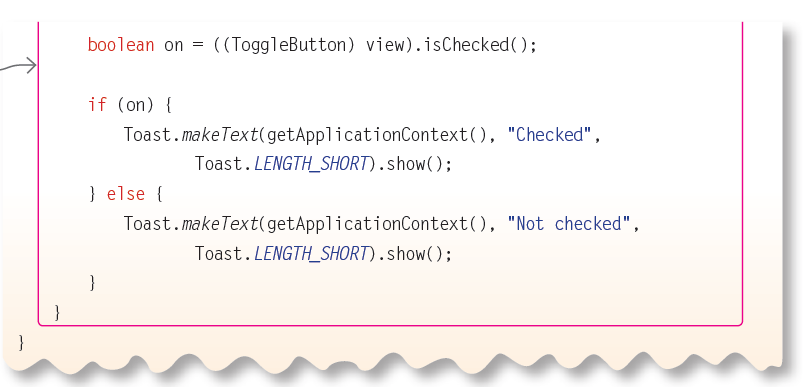 boolean on = ((ToggleButton) view).isChecked();
if (on) {
Toast.makeText(getApplicationContext(), "Checked",
Toast.LENGTH_SHORT).show();
} else {
Toast.makeText(getApplicationContext(), "Not checked",
Toast.LENGTH_SHORT).show();
}
}
}